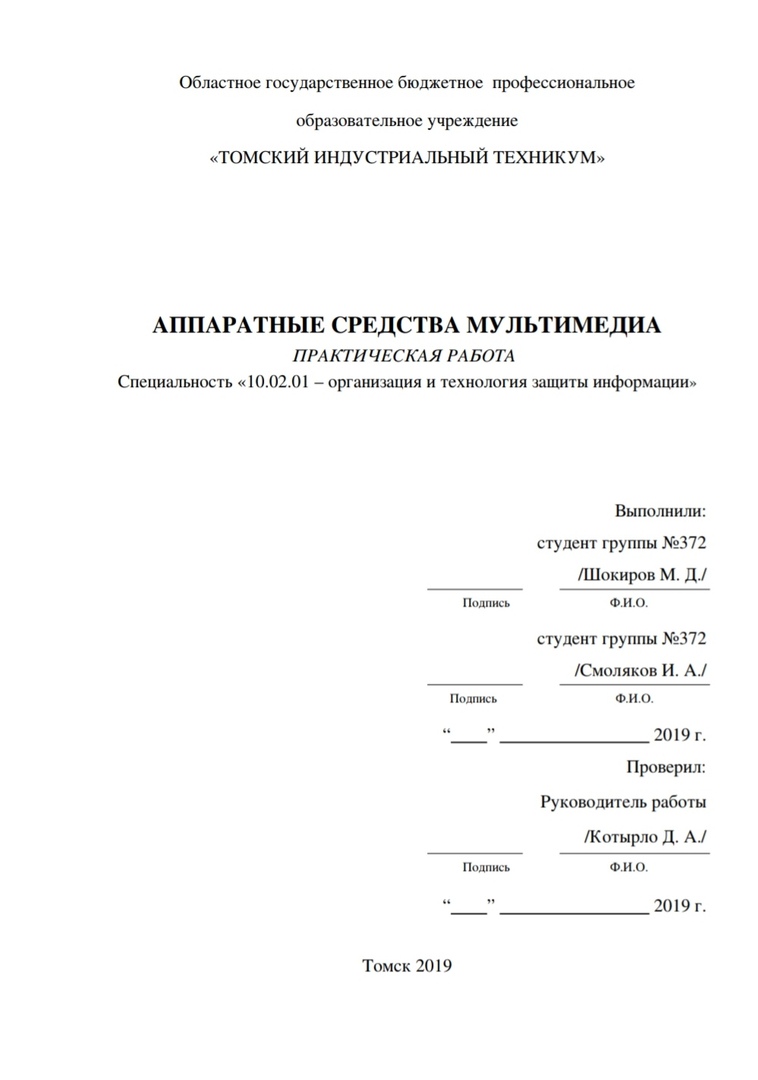 Областное государственное бюджетное профессиональное
образовательное учреждение
«ТОМСКИЙ ИНДУСТРИАЛЬНЫЙ ТЕХНИКУМ»
АППАРАТНЫЕ СРЕДСТВА МУЛЬТИМЕДИА
ПРАКТИЧЕСКАЯ РАБОТА
Специальность «10.02.01 – организация и технология защиты информации»
Выполнили:
студент группы №372
/Шокиров М. Д./
Подпись Ф.И.О.
студент группы №372
/Смоляков И. А./
Подпись Ф.И.О.
“____” _________________ 2019 г.
Проверил:
Руководитель работы
/Котырло Д. А./
Подпись Ф.И.О.
“____” _________________ 2019 г.
Томск 2019